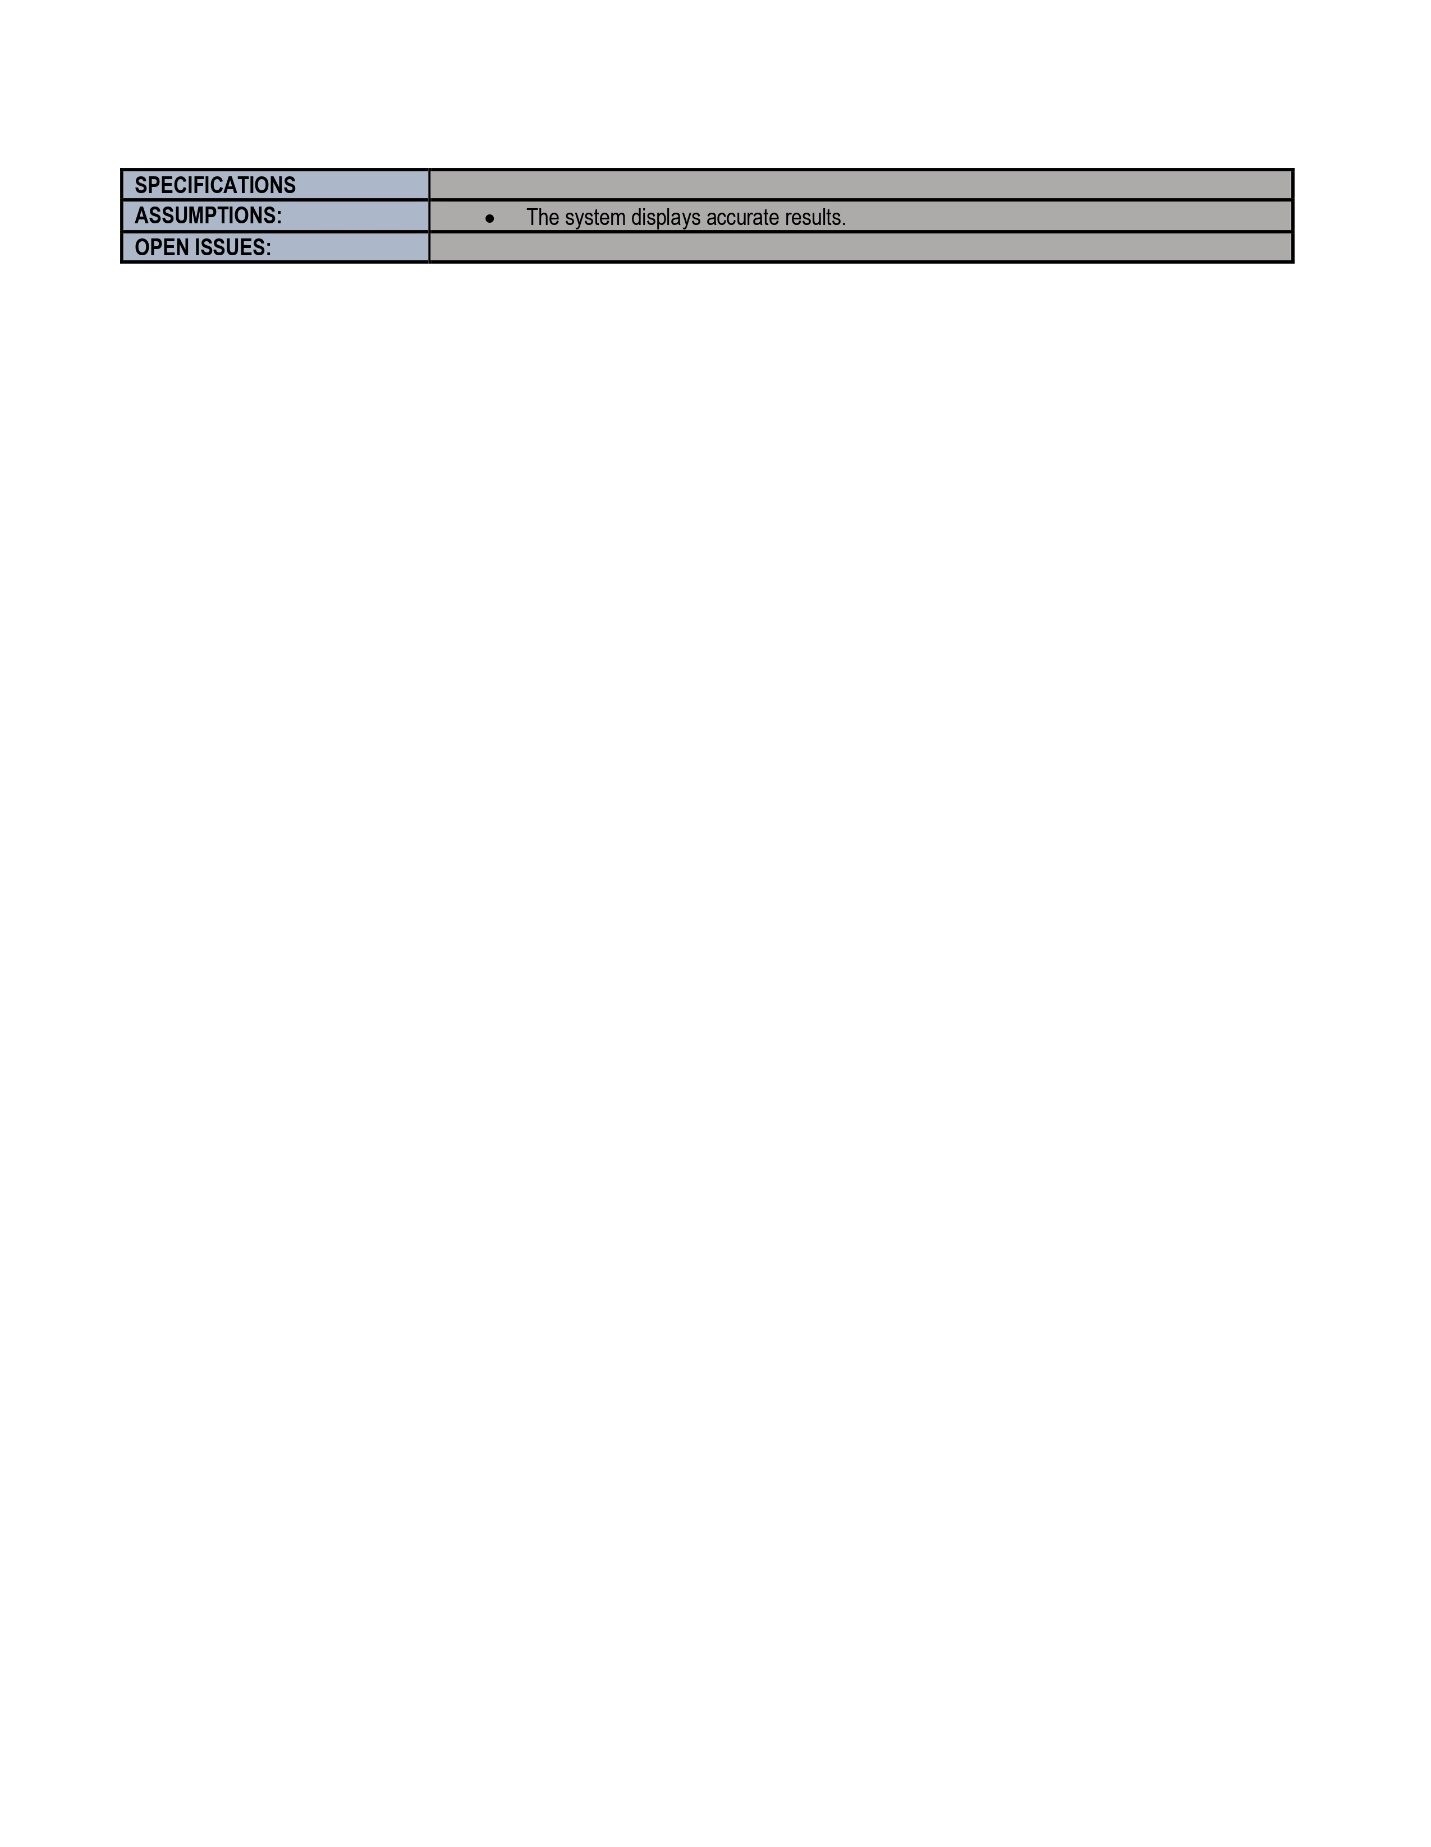 SPECIFICATIONS
ASSUMPTIONS:
● The system displays accurate results.
OPEN ISSUES: